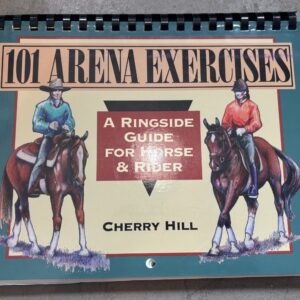 101 ARENA EXERCISES
A RINGSIDE
GUIDE
FOR HORSE
& RIDER
CHERRY HILL